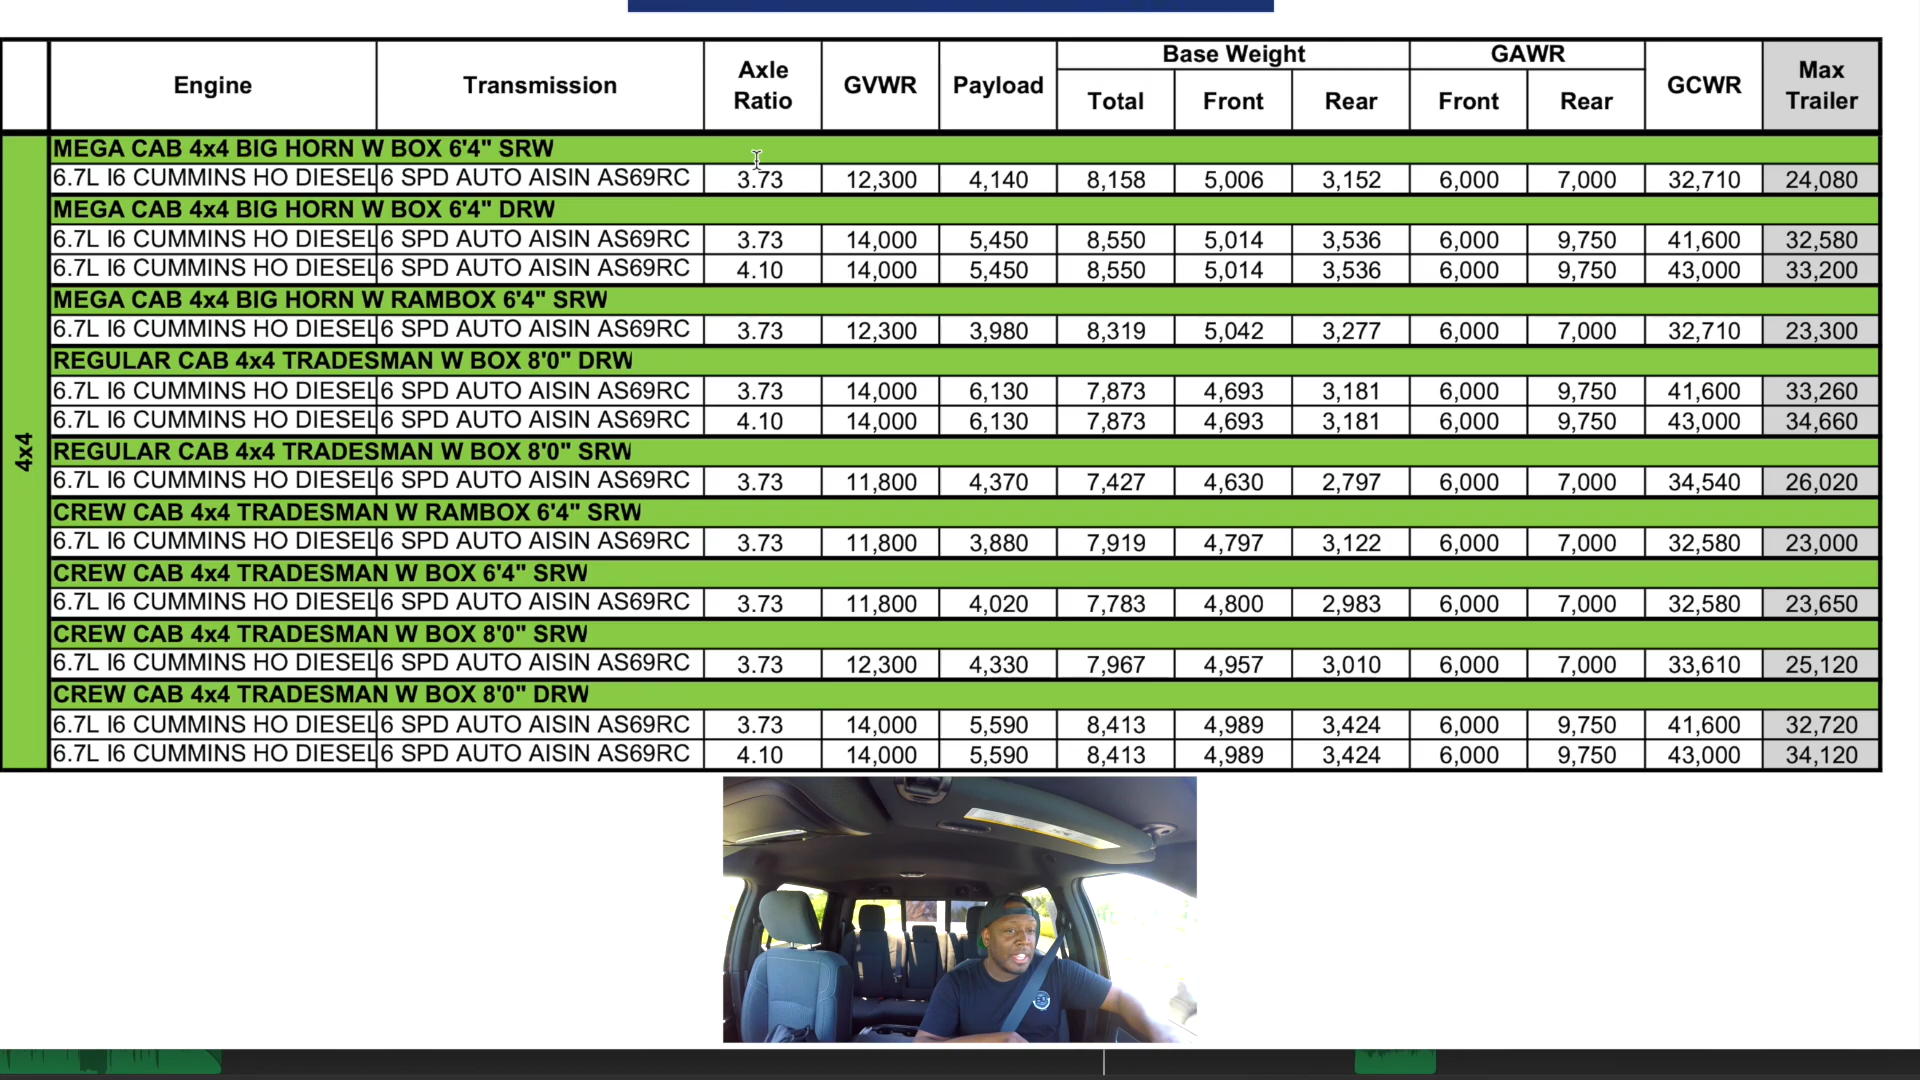 Engine Transmission Axle Ratio GVWR Payload Base Weight GAWR GCWR Max Trailer
Total Front Rear Front Rear
4x4
MEGA CAB 4x4 BIG HORN W BOX 6'4" SRW
6.7L I6 CUMMINS HO DIESEL 6 SPD AUTO AISIN AS69RC 3.73 12,300 4,140 8,158 5,006 3,152 6,000 7,000 32,710 24,080
MEGA CAB 4x4 BIG HORN W BOX 6'4" DRW
6.7L I6 CUMMINS HO DIESEL 6 SPD AUTO AISIN AS69RC 3.73 14,000 5,450 8,550 5,014 3,536 6,000 9,750 41,600 32,580
6.7L I6 CUMMINS HO DIESEL 6 SPD AUTO AISIN AS69RC 4.10 14,000 5,450 8,550 5,014 3,536 6,000 9,750 43,000 33,200
MEGA CAB 4x4 BIG HORN W RAMBOX 6'4" SRW
6.7L I6 CUMMINS HO DIESEL 6 SPD AUTO AISIN AS69RC 3.73 12,300 3,980 8,319 5,042 3,277 6,000 7,000 32,710 23,300
REGULAR CAB 4x4 TRADESMAN W BOX 8'0" DRW
6.7L I6 CUMMINS HO DIESEL 6 SPD AUTO AISIN AS69RC 3.73 14,000 6,130 7,873 4,693 3,181 6,000 9,750 41,600 33,260
6.7L I6 CUMMINS HO DIESEL 6 SPD AUTO AISIN AS69RC 4.10 14,000 6,130 7,873 4,693 3,181 6,000 9,750 43,000 34,660
REGULAR CAB 4x4 TRADESMAN W BOX 8'0" SRW
6.7L I6 CUMMINS HO DIESEL 6 SPD AUTO AISIN AS69RC 3.73 11,800 4,370 7,427 4,630 2,797 6,000 7,000 34,540 26,020
CREW CAB 4x4 TRADESMAN W RAMBOX 6'4" SRW
6.7L I6 CUMMINS HO DIESEL 6 SPD AUTO AISIN AS69RC 3.73 11,800 3,880 7,919 4,797 3,122 6,000 7,000 32,580 23,000
CREW CAB 4x4 TRADESMAN W BOX 6'4" SRW
6.7L I6 CUMMINS HO DIESEL 6 SPD AUTO AISIN AS69RC 3.73 11,800 4,020 7,783 4,800 2,983 6,000 7,000 32,580 23,650
CREW CAB 4x4 TRADESMAN W BOX 8'0" SRW
6.7L I6 CUMMINS HO DIESEL 6 SPD AUTO AISIN AS69RC 3.73 12,300 4,330 7,967 4,957 3,010 6,000 7,000 33,610 25,120
CREW CAB 4x4 TRADESMAN W BOX 8'0" DRW
6.7L I6 CUMMINS HO DIESEL 6 SPD AUTO AISIN AS69RC 3.73 14,000 5,590 8,413 4,989 3,424 6,000 9,750 41,600 32,720
6.7L I6 CUMMINS HO DIESEL 6 SPD AUTO AISIN AS69RC 4.10 14,000 5,590 8,413 4,989 3,424 6,000 9,750 43,000 34,120